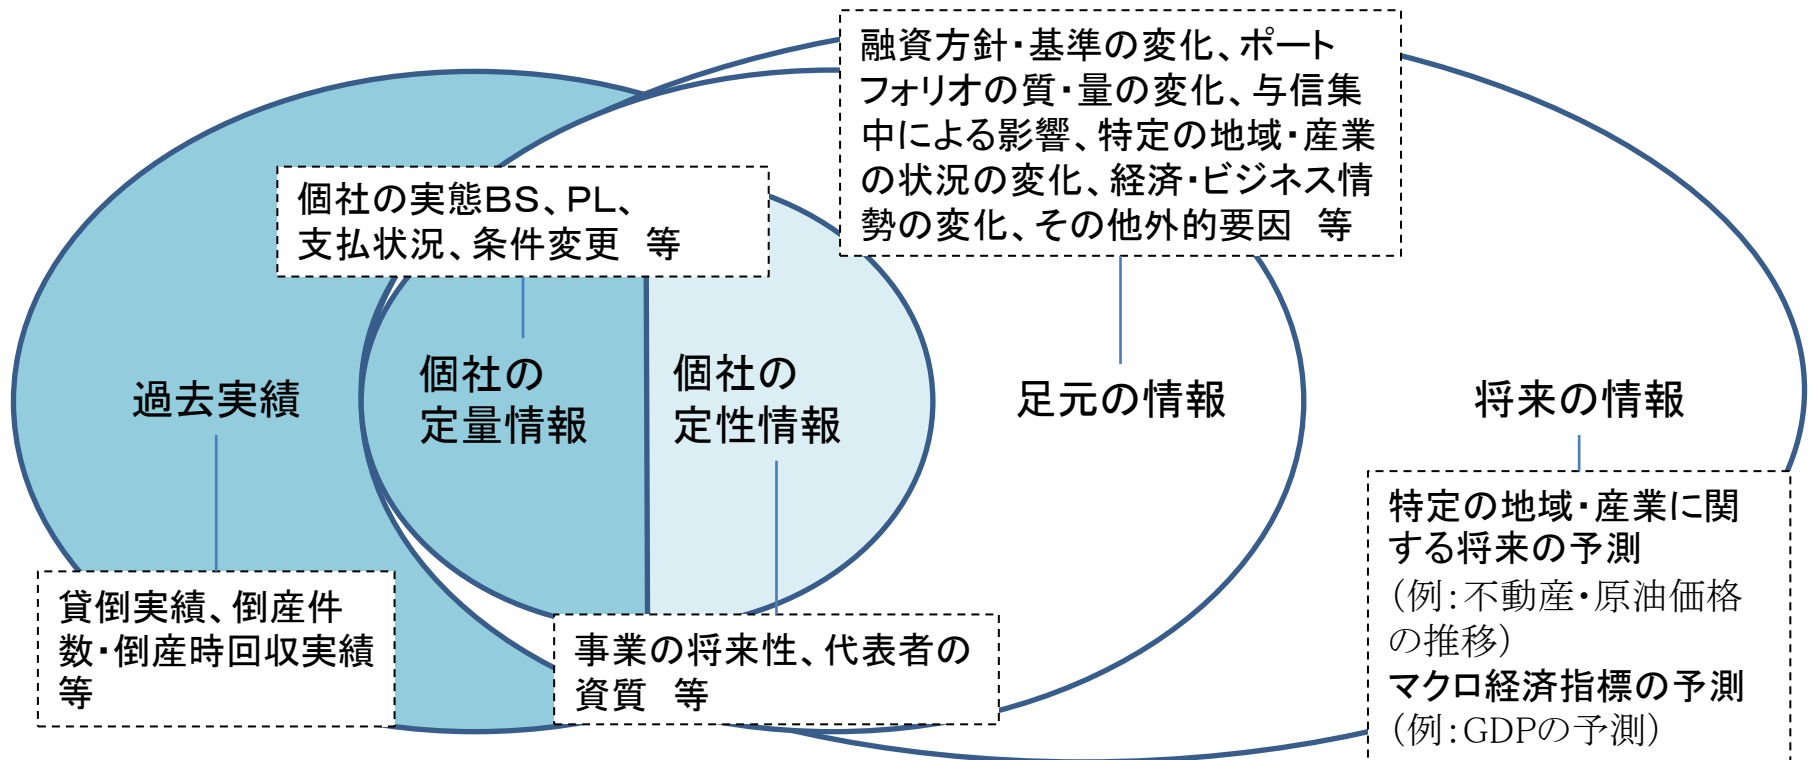 融資方針・基準の変化、ポート
フォリオの質・量の変化、与信集
中による影響、特定の地域・産業
の状況の変化、経済・ビジネス情
勢の変化、その他外的要因　等
個社の実態ＢＳ、ＰＬ、
支払状況、条件変更　等
過去実績
個社の
定量情報
個社の
定性情報
足元の情報
将来の情報
貸倒実績、倒産件
数・倒産時回収実績
等
事業の将来性、代表者の
資質　等
特定の地域・産業に関
する将来の予測
（例：不動産・原油価格
の推移）
マクロ経済指標の予測
（例：GDPの予測）